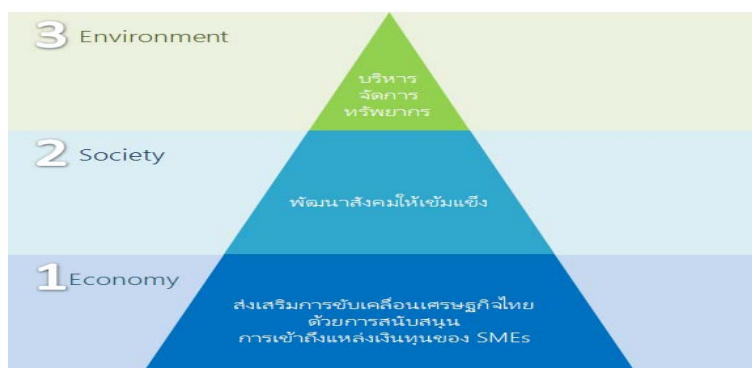 3 Environment
บริหาร
จัดการ
ทรัพยากร
2 Society
พัฒนาสังคมให้เข้มแข็ง
1 Economy
ส่งเสริมการขับเคลื่อนเศรษฐกิจไทย
ด้วยการสนับสนุน
การเข้าถึงแหล่งเงินทุนของ SMEs